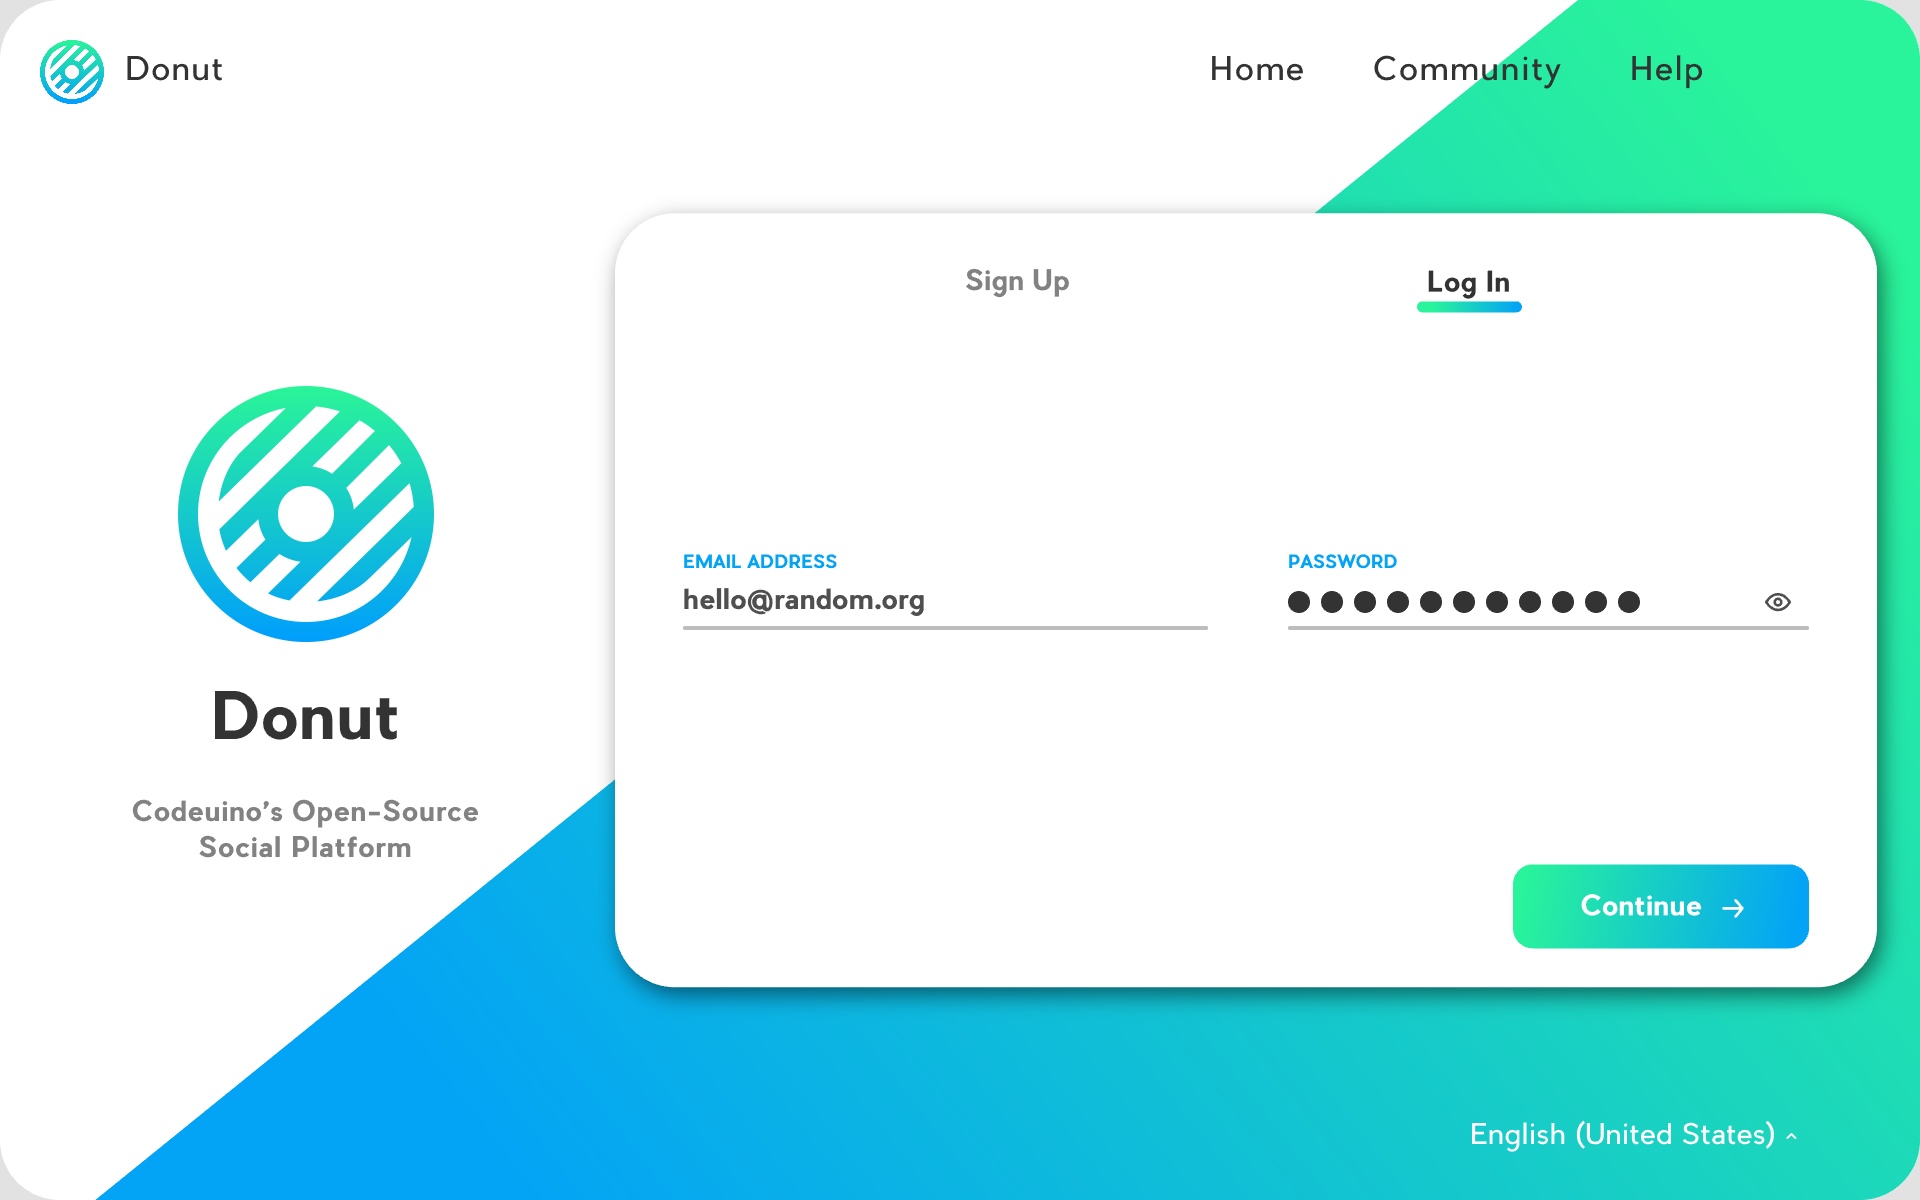 Donut
Home
Community
Help
Sign Up
Log In
EMAIL ADDRESS
hello@random.org
PASSWORD
Donut
Codeuino’s Open-Source
Social Platform
Continue
English (United States)